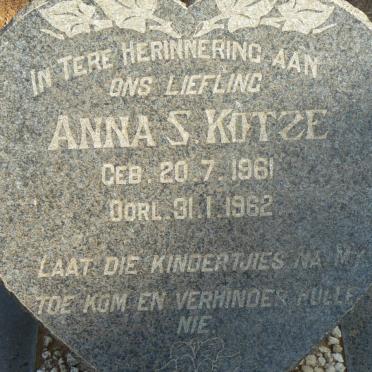 IN TERE HERINNERING AAN
ONS LIEFLING
ANNA S. KOTZE
GEB. 20.7.1961
OORL. 31.1.1962
LAAT DIE KINDERTJIES NA MY
TOE KOM EN VERHINDER HULLE
NIE.